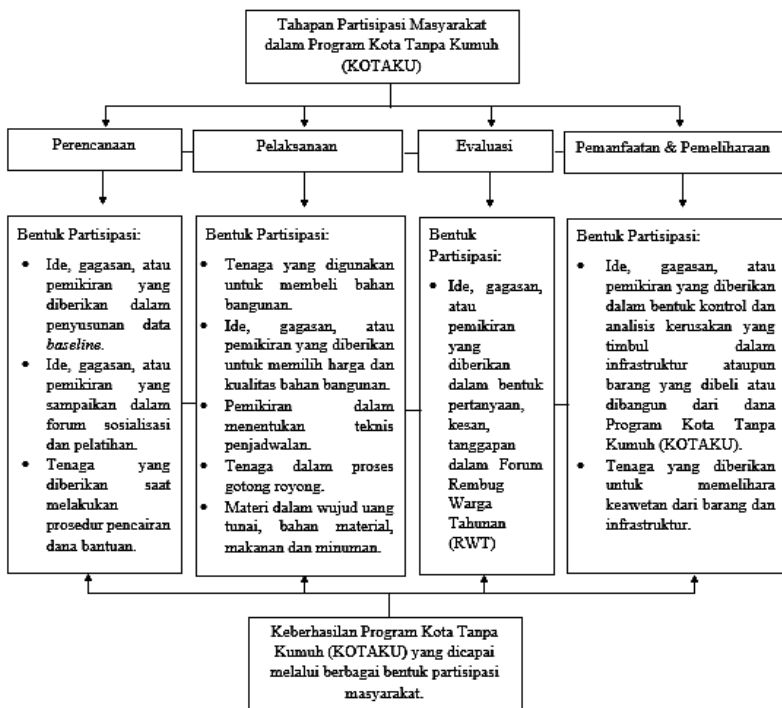 Tahapan Partisipasi Masyarakat
dalam Program Kota Tanpa Kumuh
(KOTAKU)
Perencanaan
Pelaksanaan
Evaluasi
Pemanfaatan & Pemeliharaan
Bentuk Partisipasi:
• Ide, gagasan, atau
pemikiran yang
diberikan dalam
penyusunan data
baseline.
• Ide, gagasan, atau
pemikiran yang
sampaikan dalam
forum sosialisasi
dan pelatihan.
• Tenaga yang
diberikan saat
melakukan
prosedur pencairan
dana bantuan.
Bentuk Partisipasi:
• Tenaga yang digunakan
untuk membeli bahan
bangunan.
• Ide, gagasan, atau
pemikiran yang diberikan
untuk memilih harga dan
kualitas bahan bangunan.
• Pemikiran dalam
menentukan teknis
penjadwalan.
• Tenaga dalam proses
gotong royong.
• Materi dalam wujud uang
tunai, bahan material,
makanan dan minuman.
Bentuk
Partisipasi:
• Ide, gagasan,
atau
pemikiran
yang
diberikan
dalam bentuk
pertanyaan,
kesan,
tanggapan
dalam Forum
Rembug
Warga
Tahunan
(RWT)
Bentuk Partisipasi:
• Ide, gagasan, atau
pemikiran yang diberikan
dalam bentuk kontrol dan
analisis kerusakan yang
timbul dalam
infrastruktur ataupun
barang yang dibeli atau
dibangun dari dana
Program Kota Tanpa
Kumuh (KOTAKU).
• Tenaga yang diberikan
untuk memelihara
keawetan dari barang dan
infrastruktur.
Keberhasilan Program Kota Tanpa
Kumuh (KOTAKU) yang dicapai
melalui berbagai bentuk partisipasi
masyarakat.